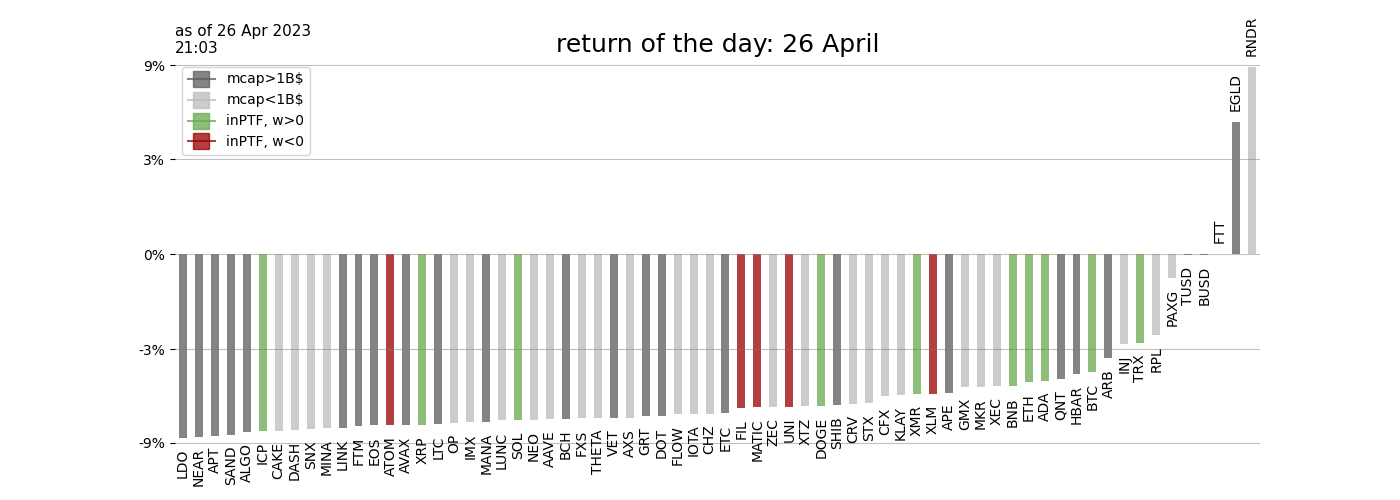 as of 26 Apr 2023
21:03
return of the day: 26 April
RNDR
9%
mcap>1B$
mcap<1B$
inPTF, w>0
inPTF, w<0
EGLD
3%
FTT
0%
-3%
-9%
LDO
NEAR
APT
SAND
ALGO
ICP
CAKE
DASH
SNX
MINA
LINK
FTM
EOS
ATOM
AVAX
XRP
LTC
OP
IMX
MANA
LUNC
SOL
NEO
AAVE
BCH
FXS
THETA
VET
AXS
GRT
DOT
FLOW
IOTA
CHZ
ETC
FIL
MATIC
ZEC
UNI
XTZ
DOGE
SHIB
CRV
STX
CFX
KLAY
XMR
XLM
APE
GMX
MKR
XEC
BNB
ETH
ADA
QNT
HBAR
BTC
ARB
INJ
TRX
RPL
PAXG
TUSD
BUSD